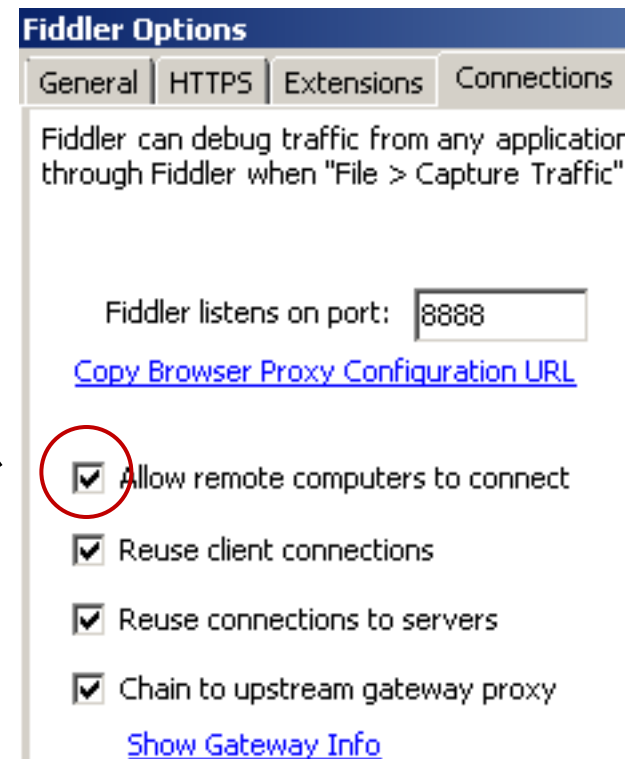 Fiddler Options
General HTTPS Extensions Connections
Fiddler can debug traffic from any application
through Fiddler when "File > Capture Traffic"
Fiddler listens on port: 8888
Copy Browser Proxy Configuration URL
Allow remote computers to connect
Reuse client connections
Reuse connections to servers
Chain to upstream gateway proxy
Show Gateway Info